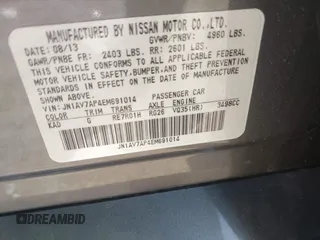 MANUFACTURED BY NISSAN MOTOR CO.,LTD.
DATE: 08/13 GVWR/PNBV: 4960 LBS.
GAWR/PNBE FR: 2403 LBS. RR: 2601 LBS.
THIS VEHICLE CONFORMS TO ALL APPLICABLE FEDERAL
MOTOR VEHICLE SAFETY, BUMPER, AND THEFT
STANDARDS IN EFFECT ON THE DATE OF
MANUFACTURE SHOWN ABOVE.
JN1AV7AP4EM691014 PASSENGER CAR
COLOR TRIM TRANS AXLE ENGINE
KAD G RE7R01H RG26 VQ35(HR) 3498CC
JN1AV7AP4EM691014
DREAMBID